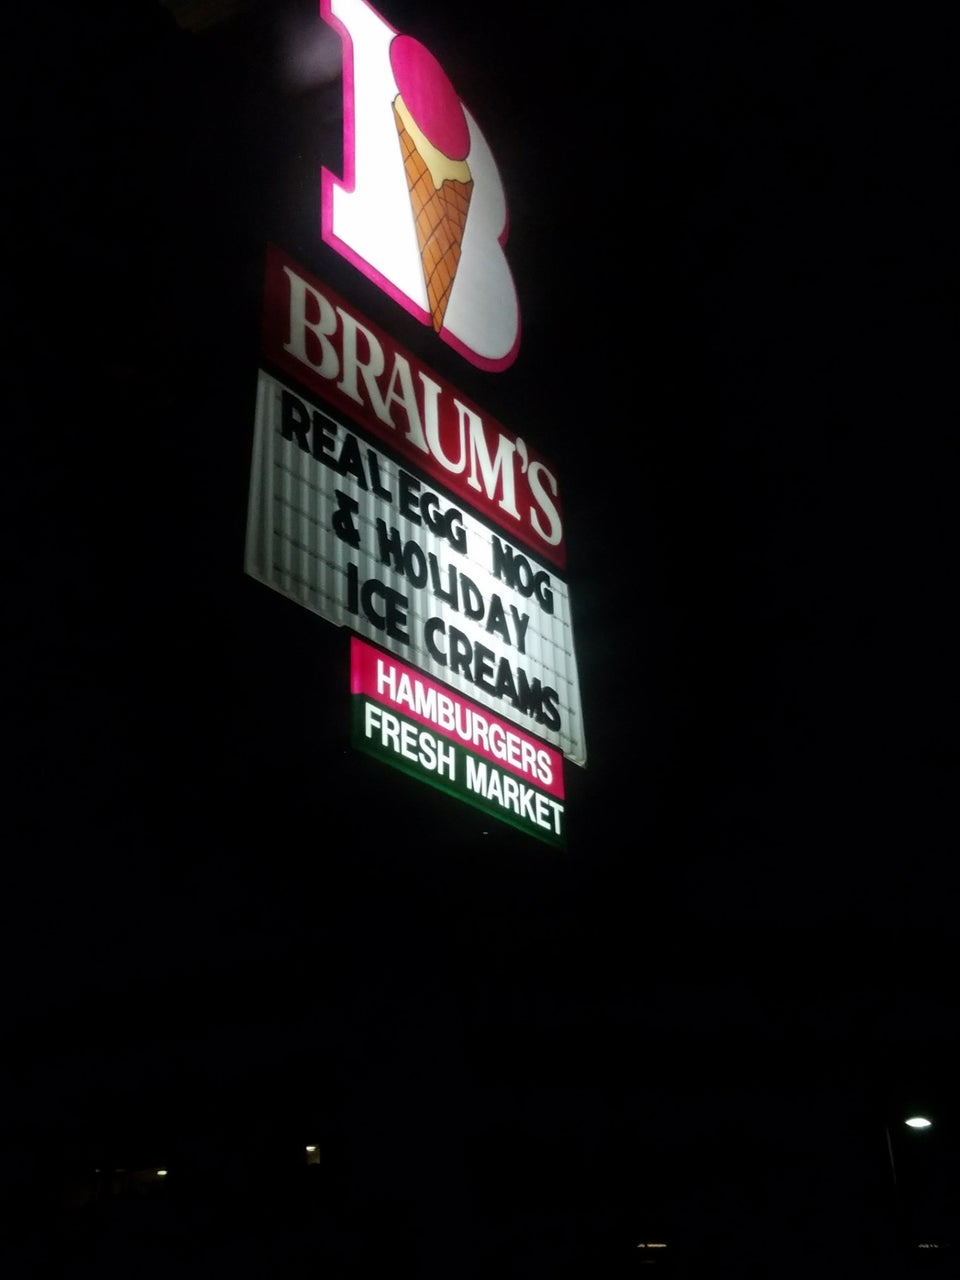 B
BRAUM'S
REAL EGG NOG
& HOLIDAY
ICE CREAMS
HAMBURGERS
FRESH MARKET